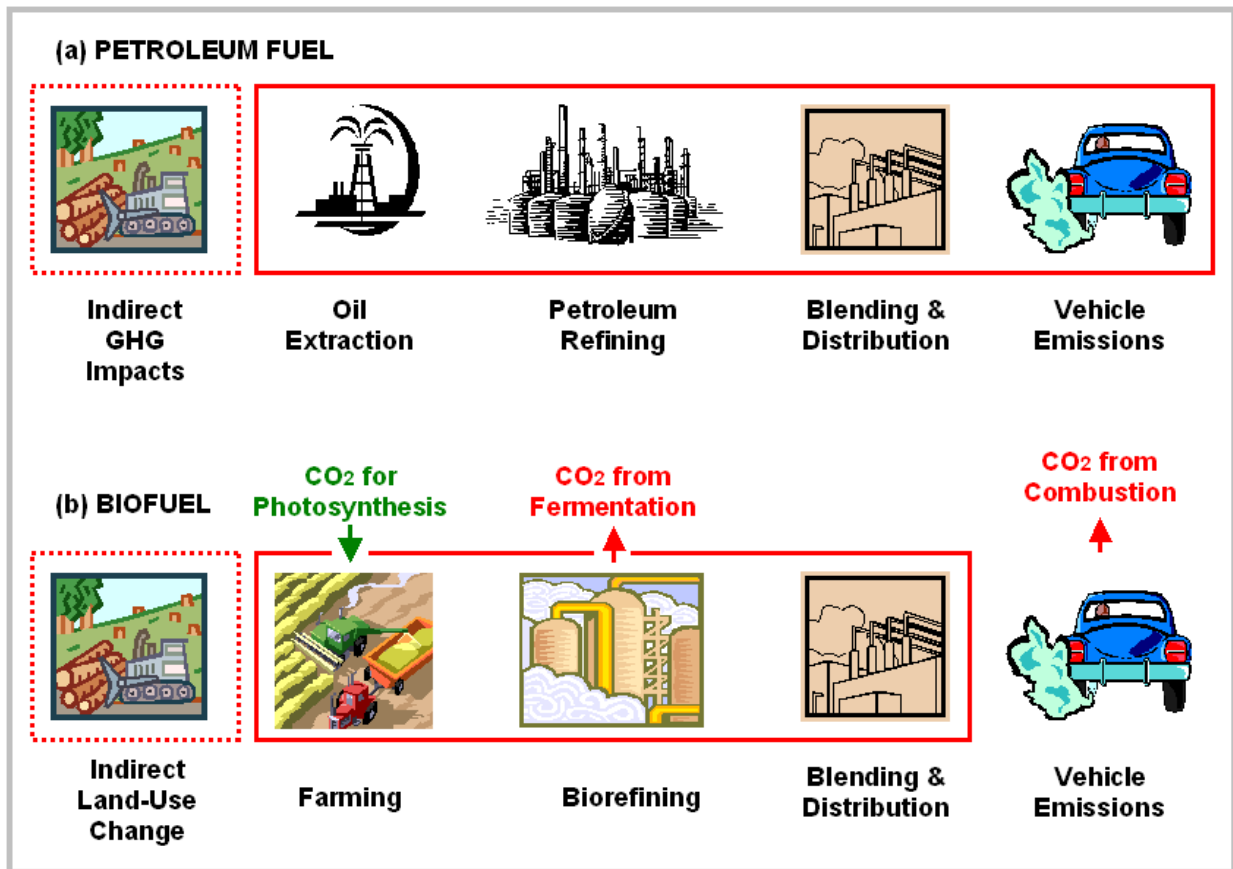 (a) PETROLEUM FUEL
Indirect
GHG
Impacts
Oil
Extraction
Petroleum
Refining
Blending &
Distribution
Vehicle
Emissions
(b) BIOFUEL
CO2 for
Photosynthesis
CO2 from
Fermentation
CO2 from
Combustion
Indirect
Land-Use
Change
Farming
Biorefining
Blending &
Distribution
Vehicle
Emissions